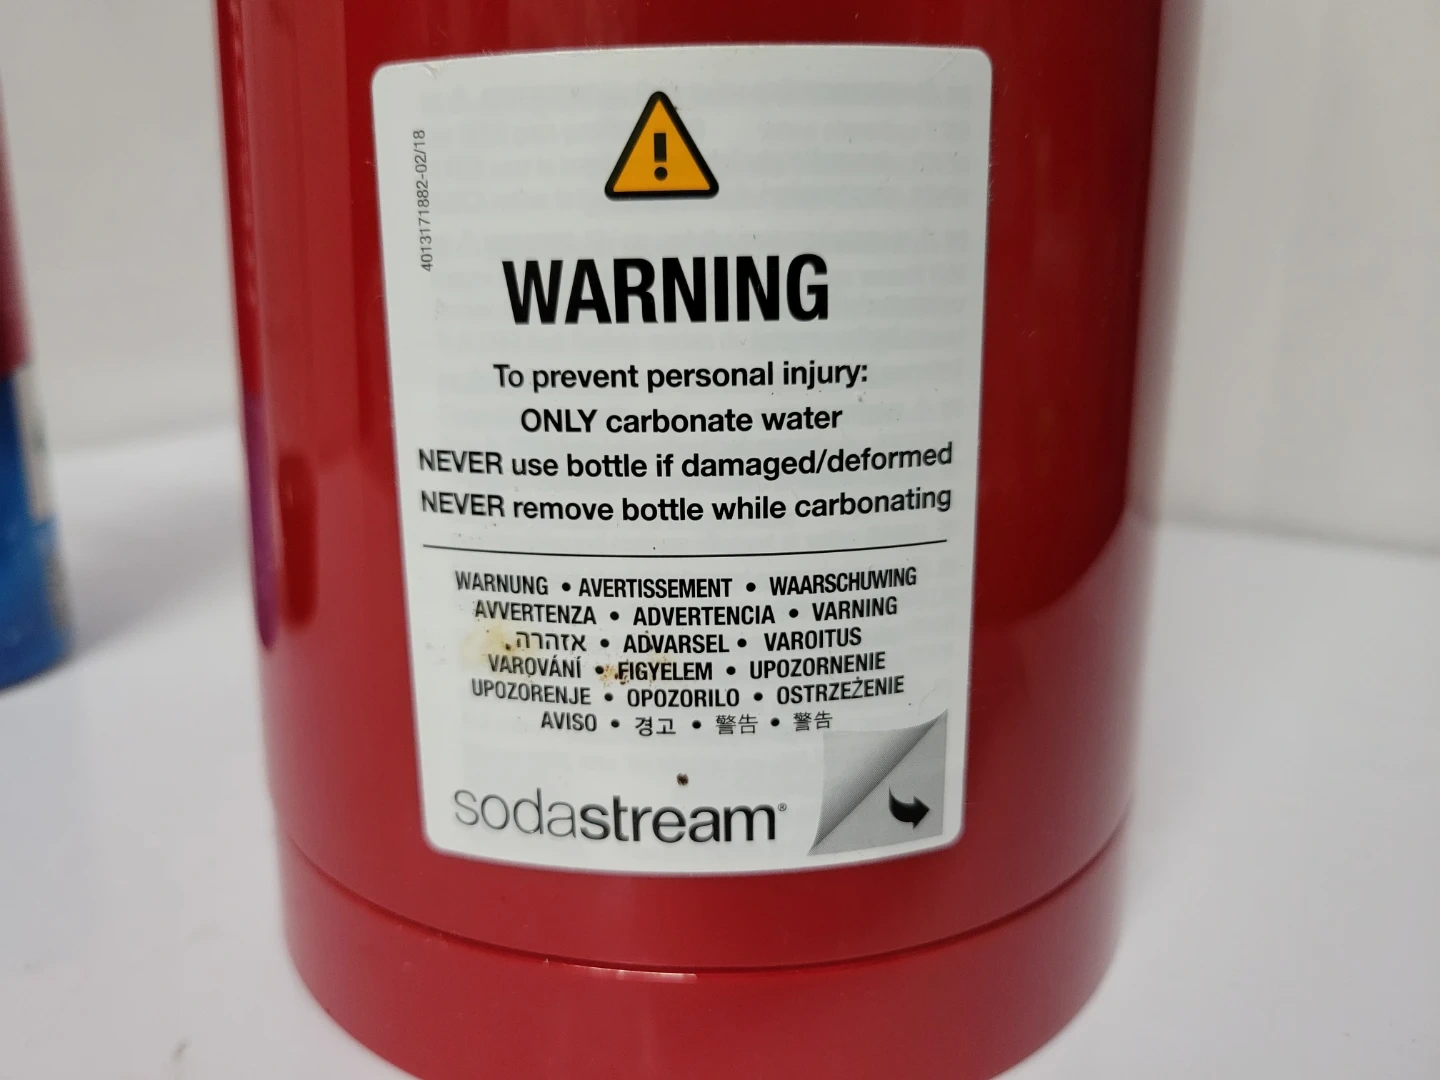 4013171882-02/18
WARNING
To prevent personal injury:
ONLY carbonate water
NEVER use bottle if damaged/deformed
NEVER remove bottle while carbonating
WARNUNG • AVERTISSEMENT • WAARSCHUWING
AVVERTENZA • ADVERTENCIA • VARNING
אזהרה. • ADVARSEL • VAROITUS
VAROVÁNÍ • FIGYELEM • UPOZORNENIE
UPOZORENJE • OPOZORILO • OSTRZEŻENIE
AVISO • 경고 • 警告 • 警告
sodastream®